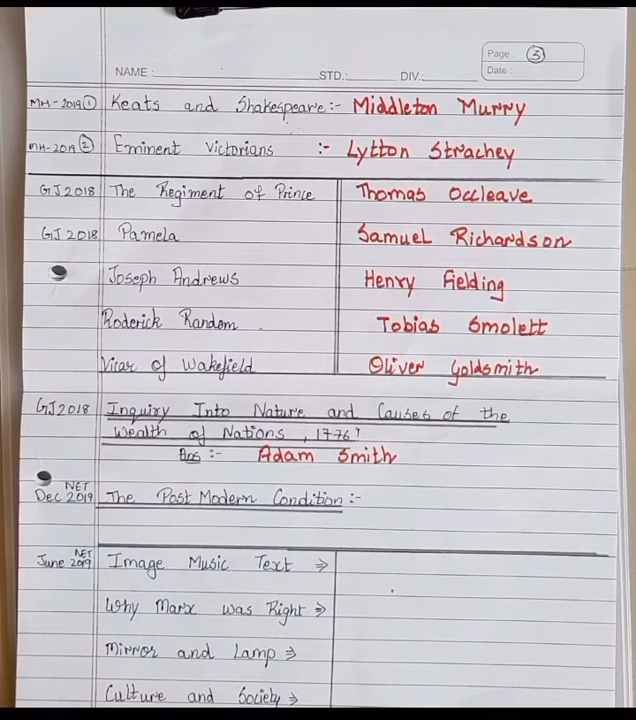 Page : 3
Date :
NAME : STD.: DIV.:
MH-2019 1 Keats and Shakespeare:- Middleton Murry
MH-2019 2 Eminent Victorians :- Lytton Strachey
GJ2018 The Regiment of Prince Thomas Occleave
GJ 2018 Pamela Samuel Richardson
Joseph Andrews Henry Fielding
Roderick Random Tobias Smolett
Vicar of Wakefield Oliver Goldsmith
GJ2018 Inquiry Into Nature and Causes of the
Wealth of Nations, 1776?
Ans :- Adam Smith
NET
Dec 2019 The Post Modern Condition:-
NET
June 2019 Image Music Text ⇒
Why Marx was Right ⇒
Mirror and Lamp ⇒
Culture and Society ⇒